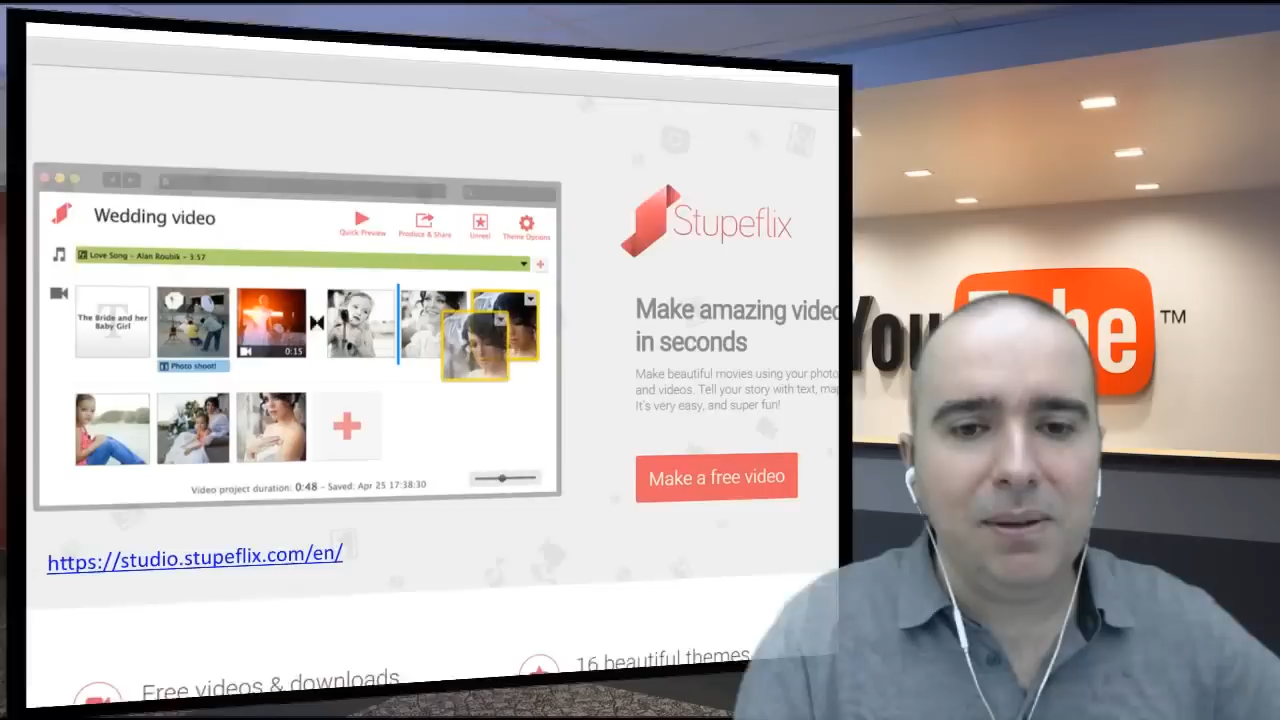 Wedding video
Quick Preview
Produce & Share
Unreel
Theme Options
Love Song - Alan Roubik - 3:57
The Bride and her
Baby Girl
0:15
Photo shoot!
Video project duration: 0:48 - Saved: Apr 25 17:38:30
https://studio.stupeflix.com/en/
Stupeflix
Make amazing video
in seconds
Make beautiful movies using your photo
and videos. Tell your story with text, map
It's very easy, and super fun!
Make a free video
Free videos & downloads
16 beautiful themes
You Tube TM